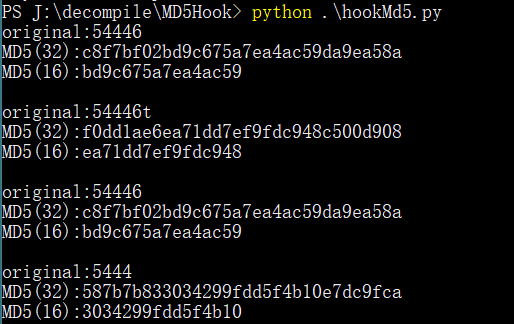 PS J:\decompile\MD5Hook> python .\hookMd5.py
original:54446
MD5(32):c8f7bf02bd9c675a7ea4ac59da9ea58a
MD5(16):bd9c675a7ea4ac59
original:54446t
MD5(32):f0dd1ae6ea71dd7ef9fdc948c500d908
MD5(16):ea71dd7ef9fdc948
original:54446
MD5(32):c8f7bf02bd9c675a7ea4ac59da9ea58a
MD5(16):bd9c675a7ea4ac59
original:5444
MD5(32):587b7b833034299fdd5f4b10e7dc9fca
MD5(16):3034299fdd5f4b10